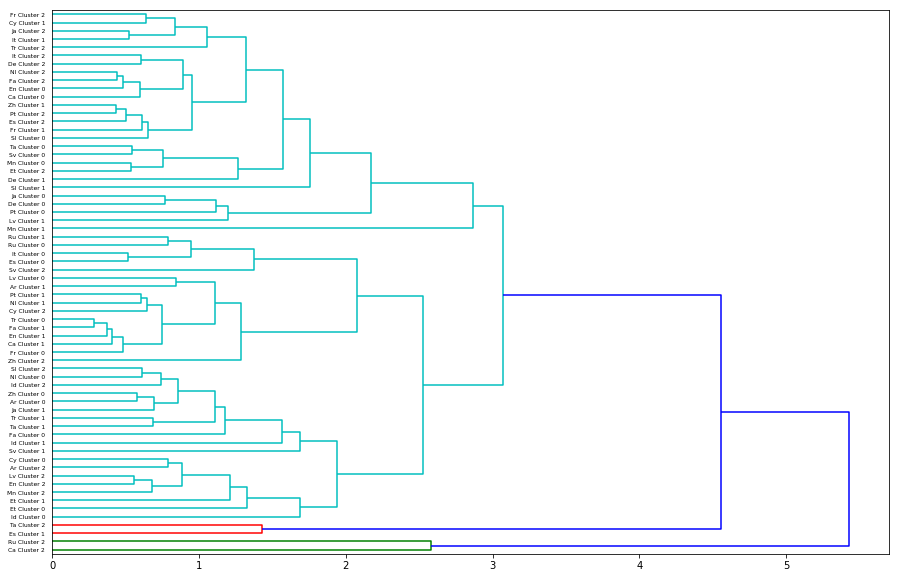 Fr Cluster 2
Cy Cluster 1
Ja Cluster 2
It Cluster 1
Tr Cluster 2
It Cluster 2
De Cluster 2
Nl Cluster 2
Fa Cluster 2
En Cluster 0
Ca Cluster 0
Zh Cluster 1
Pt Cluster 2
Es Cluster 2
Fr Cluster 1
Sl Cluster 0
Ta Cluster 0
Sv Cluster 0
Mn Cluster 0
Et Cluster 2
De Cluster 1
Sl Cluster 1
Ja Cluster 0
De Cluster 0
Pt Cluster 0
Lv Cluster 1
Mn Cluster 1
Ru Cluster 1
Ru Cluster 0
It Cluster 0
Es Cluster 0
Sv Cluster 2
Lv Cluster 0
Ar Cluster 1
Pt Cluster 1
Nl Cluster 1
Cy Cluster 2
Tr Cluster 0
Fa Cluster 1
En Cluster 1
Ca Cluster 1
Fr Cluster 0
Zh Cluster 2
Sl Cluster 2
Nl Cluster 0
Id Cluster 2
Zh Cluster 0
Ar Cluster 0
Ja Cluster 1
Tr Cluster 1
Ta Cluster 1
Fa Cluster 0
Id Cluster 1
Sv Cluster 1
Cy Cluster 0
Ar Cluster 2
Lv Cluster 2
En Cluster 2
Mn Cluster 2
Et Cluster 1
Et Cluster 0
Id Cluster 0
Ta Cluster 2
Es Cluster 1
Ru Cluster 2
Ca Cluster 2
0 1 2 3 4 5